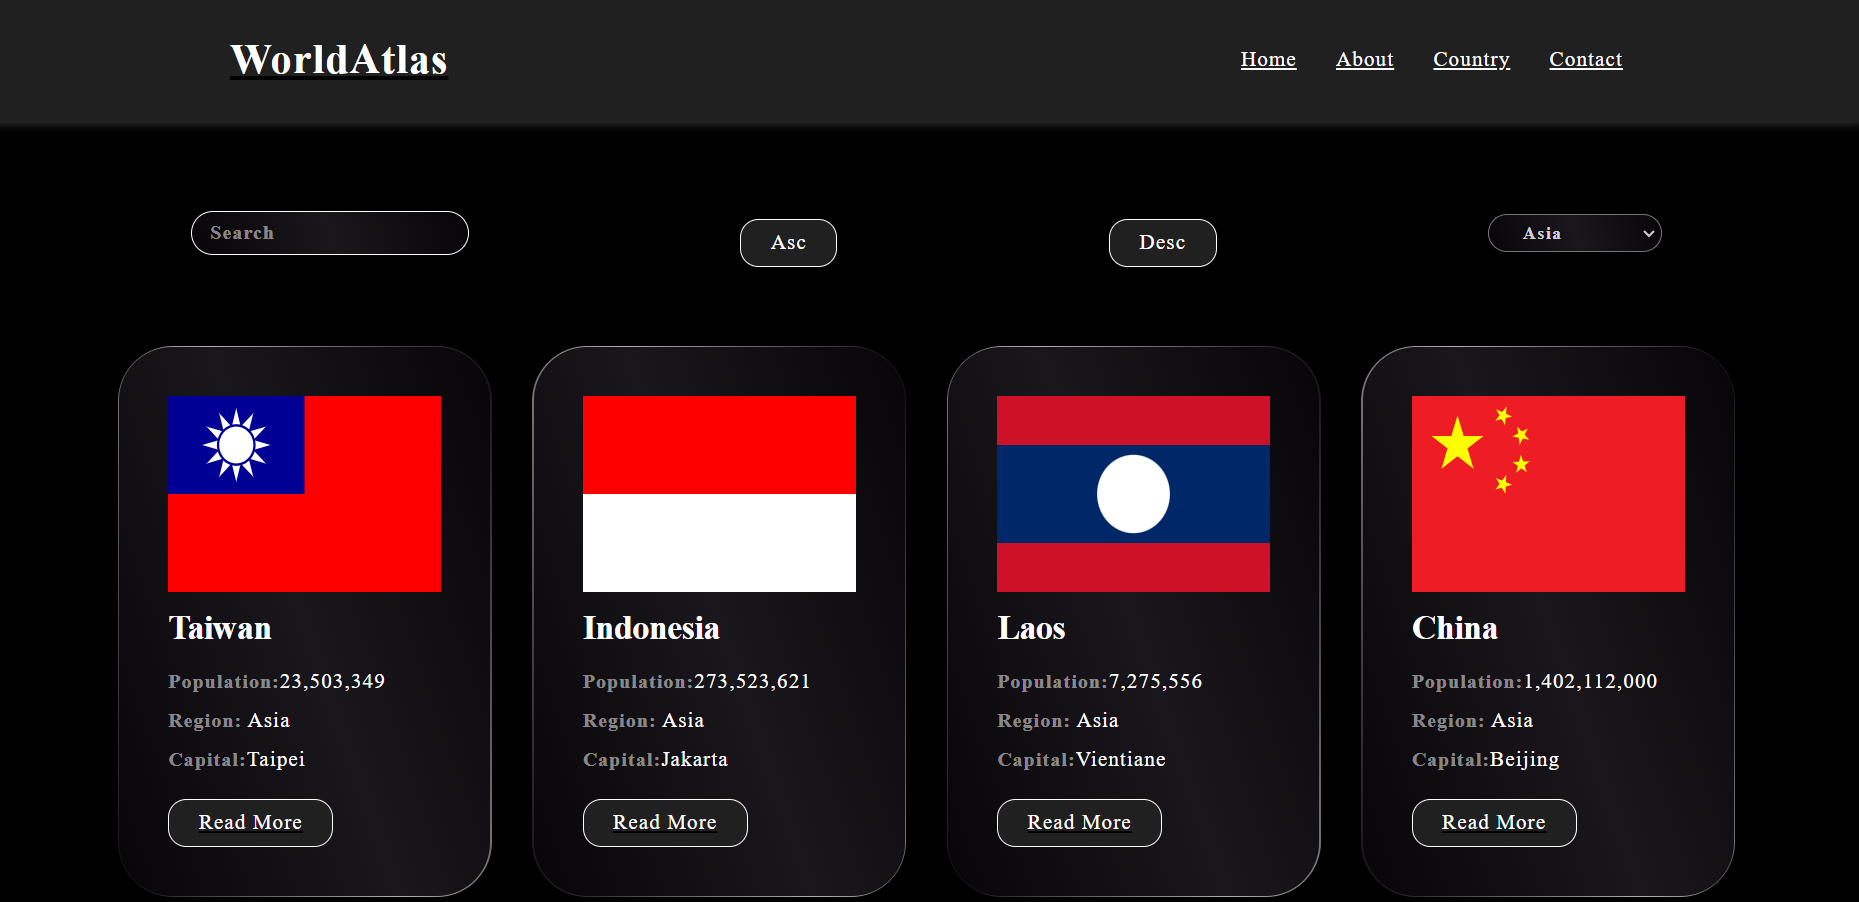 WorldAtlas
Home About Country Contact
Search
Asc
Desc
Asia
Taiwan
Population:23,503,349
Region: Asia
Capital:Taipei
Read More
Indonesia
Population:273,523,621
Region: Asia
Capital:Jakarta
Read More
Laos
Population:7,275,556
Region: Asia
Capital:Vientiane
Read More
China
Population:1,402,112,000
Region: Asia
Capital:Beijing
Read More